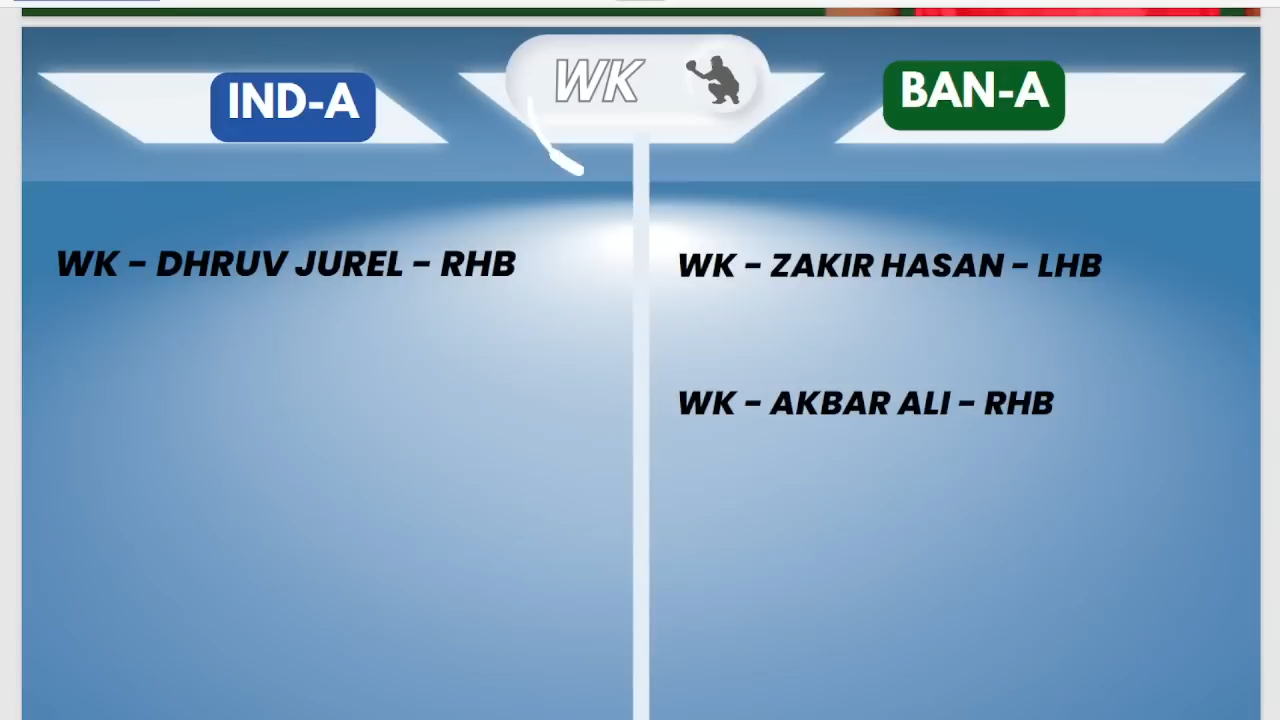 IND-A
WK
BAN-A
WK - DHRUV JUREL - RHB
WK - ZAKIR HASAN - LHB
WK - AKBAR ALI - RHB